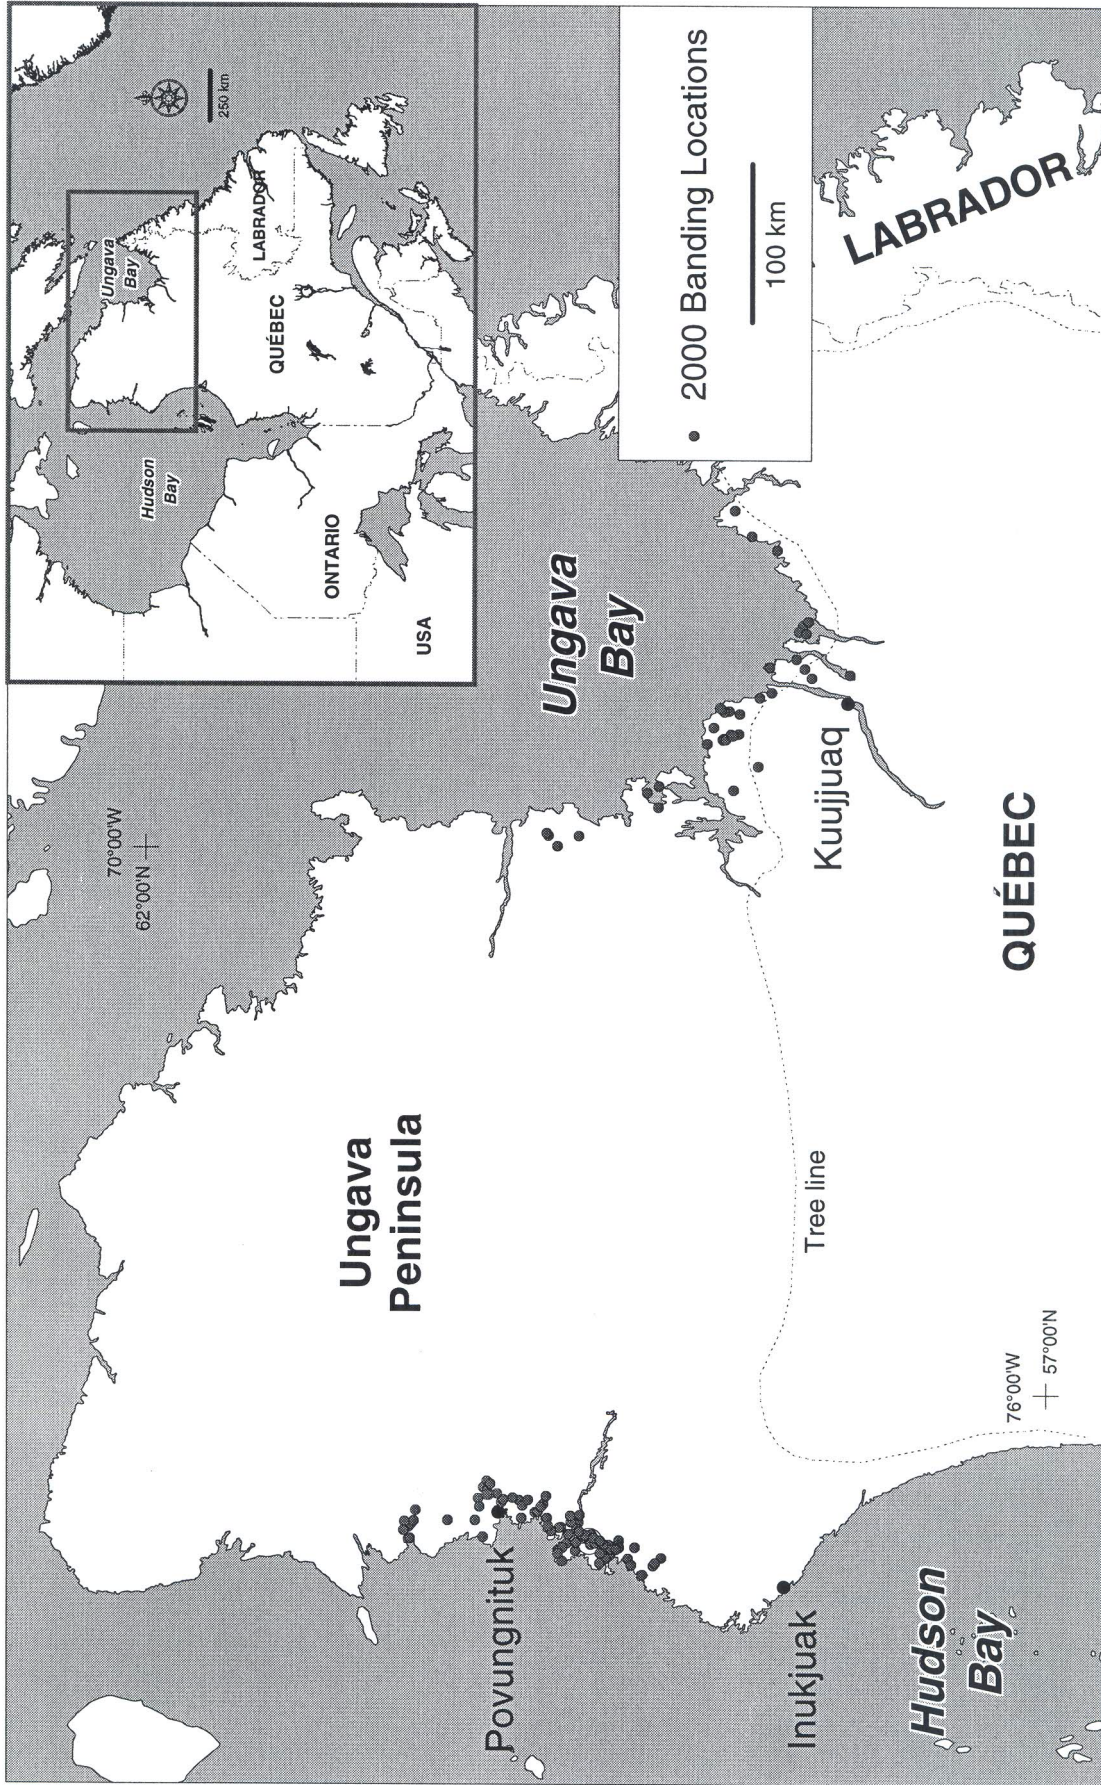 Hudson
Bay
Ungava
Bay
QUÉBEC
LABRADOR
ONTARIO
USA
250 km
70°00'W
62°00'N
Ungava
Peninsula
Ungava
Bay
2000 Banding Locations
100 km
LABRADOR
Povungnituk
Inukjuak
Kuujjuaq
Tree line
QUÉBEC
Hudson
Bay
76°00'W
57°00'N